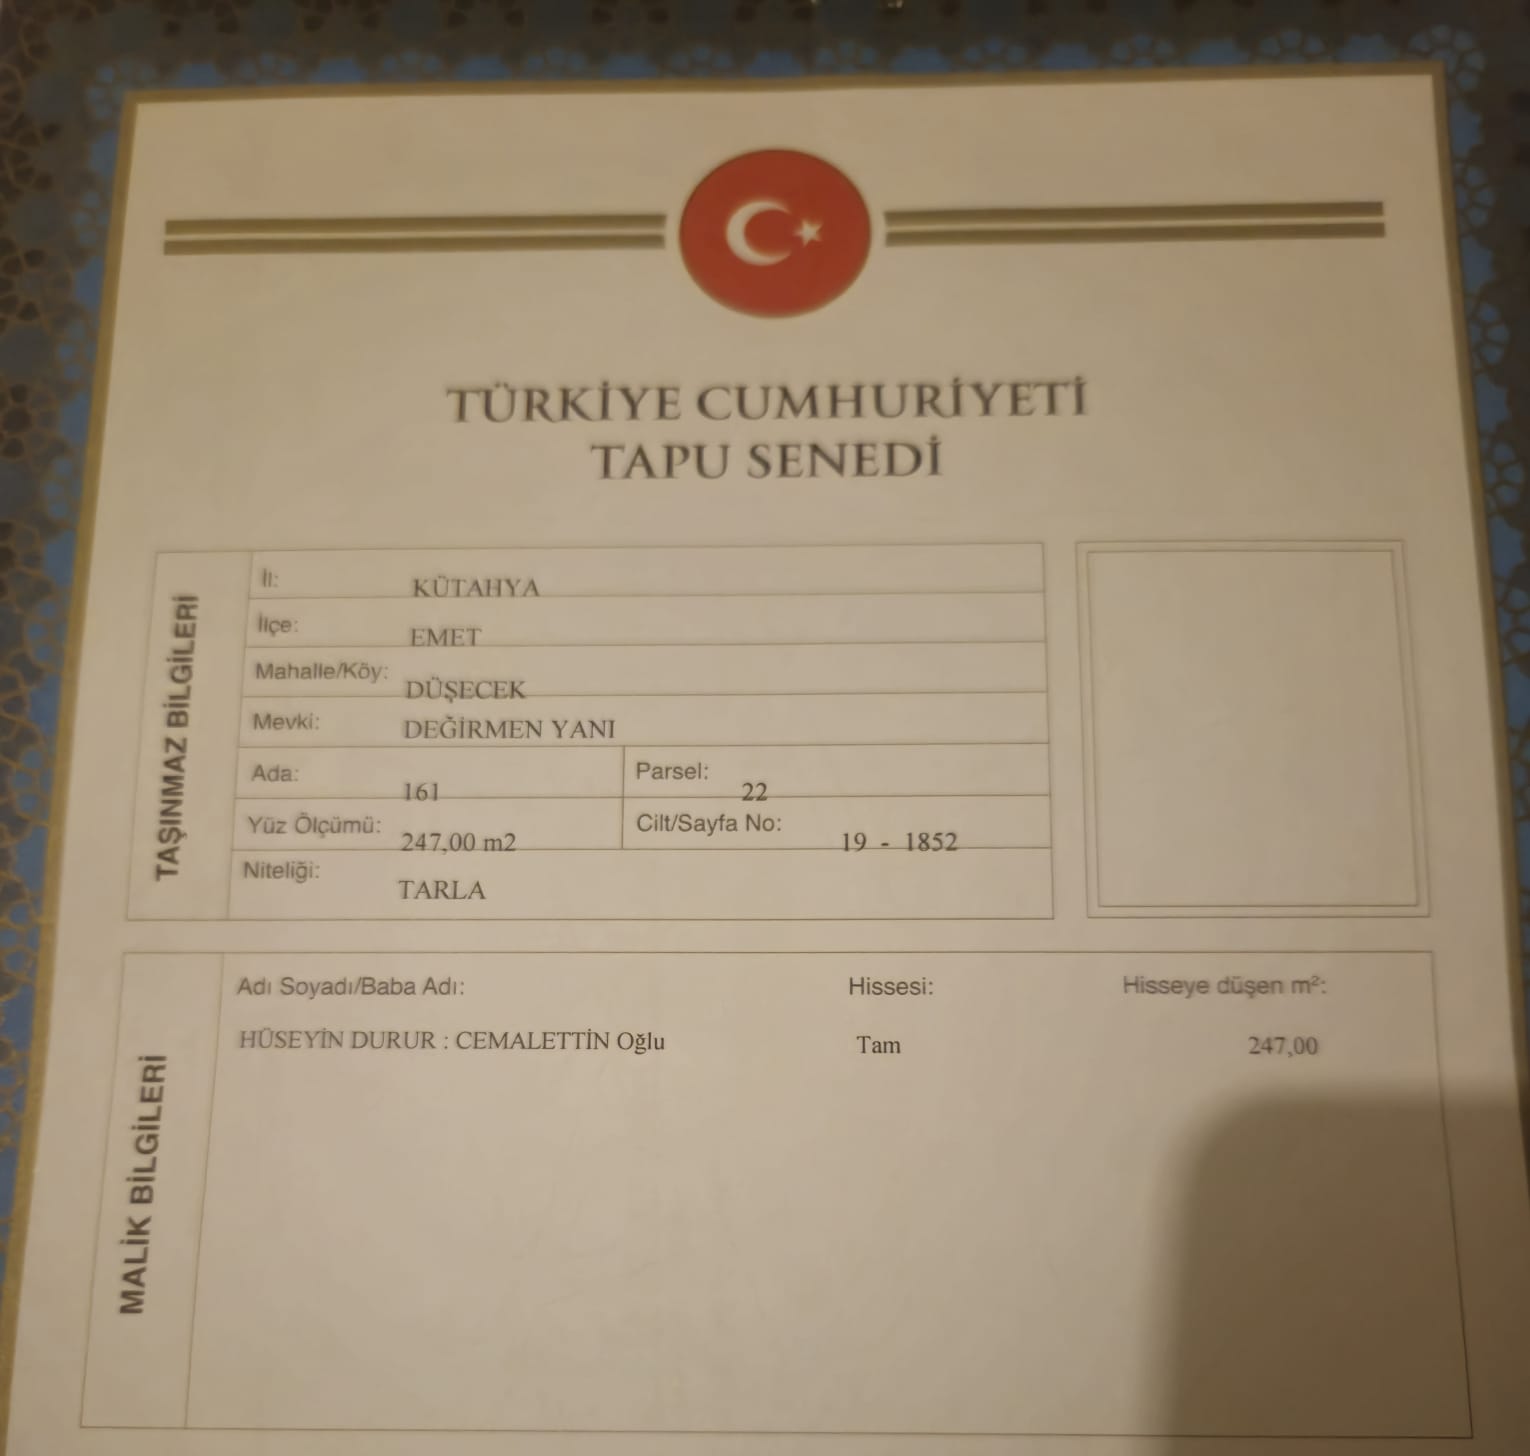 TÜRKİYE CUMHURİYETİ
TAPU SENEDİ
TAŞINMAZ BİLGİLERİ
İl: KÜTAHYA
İlçe: EMET
Mahalle/Köy: DÜŞECEK
Mevki: DEĞİRMEN YANI
Ada: 161 Parsel: 22
Yüz Ölçümü: 247,00 m2 Cilt/Sayfa No: 19 - 1852
Niteliği: TARLA
MALİK BİLGİLERİ
Adı Soyadı/Baba Adı: Hissesi: Hisseye düşen m²:
HÜSEYİN DURUR : CEMALETTİN Oğlu Tam 247,00